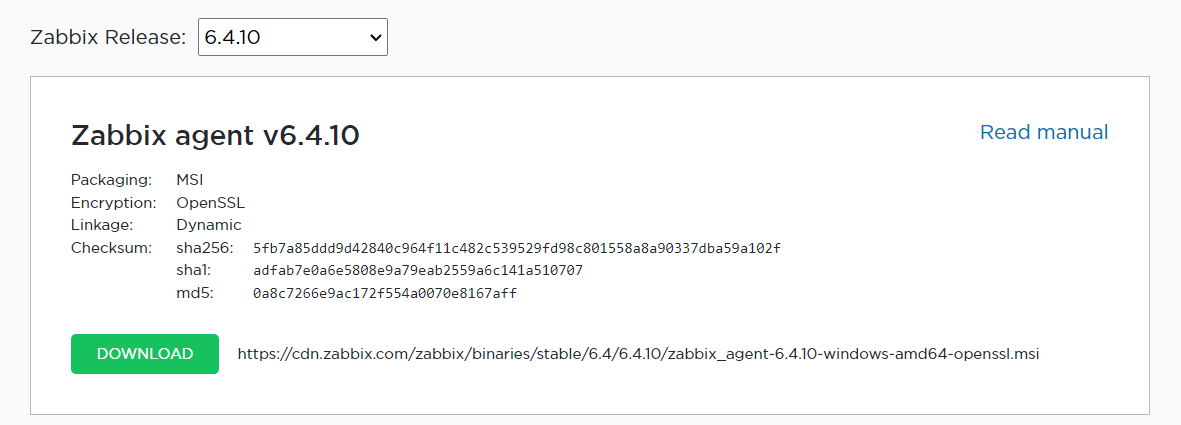 Zabbix Release: 6.4.10
Zabbix agent v6.4.10
Read manual
Packaging: MSI
Encryption: OpenSSL
Linkage: Dynamic
Checksum: sha256: 5fb7a85ddd9d42840c964f11c482c539529fd98c801558a8a90337dba59a102f
sha1: adfab7e0a6e5808e9a79eab2559a6c141a510707
md5: 0a8c7266e9ac172f554a0070e8167aff
DOWNLOAD https://cdn.zabbix.com/zabbix/binaries/stable/6.4/6.4.10/zabbix_agent-6.4.10-windows-amd64-openssl.msi